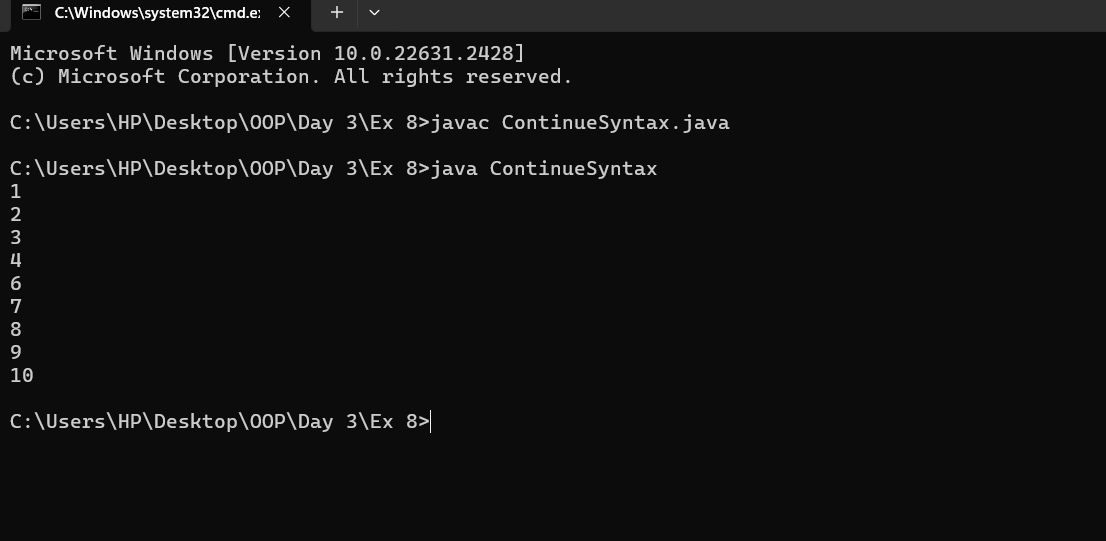 C:\Windows\system32\cmd.e
Microsoft Windows [Version 10.0.22631.2428]
(c) Microsoft Corporation. All rights reserved.
C:\Users\HP\Desktop\OOP\Day 3\Ex 8>javac ContinueSyntax.java
C:\Users\HP\Desktop\OOP\Day 3\Ex 8>java ContinueSyntax
1
2
3
4
6
7
8
9
10
C:\Users\HP\Desktop\OOP\Day 3\Ex 8>